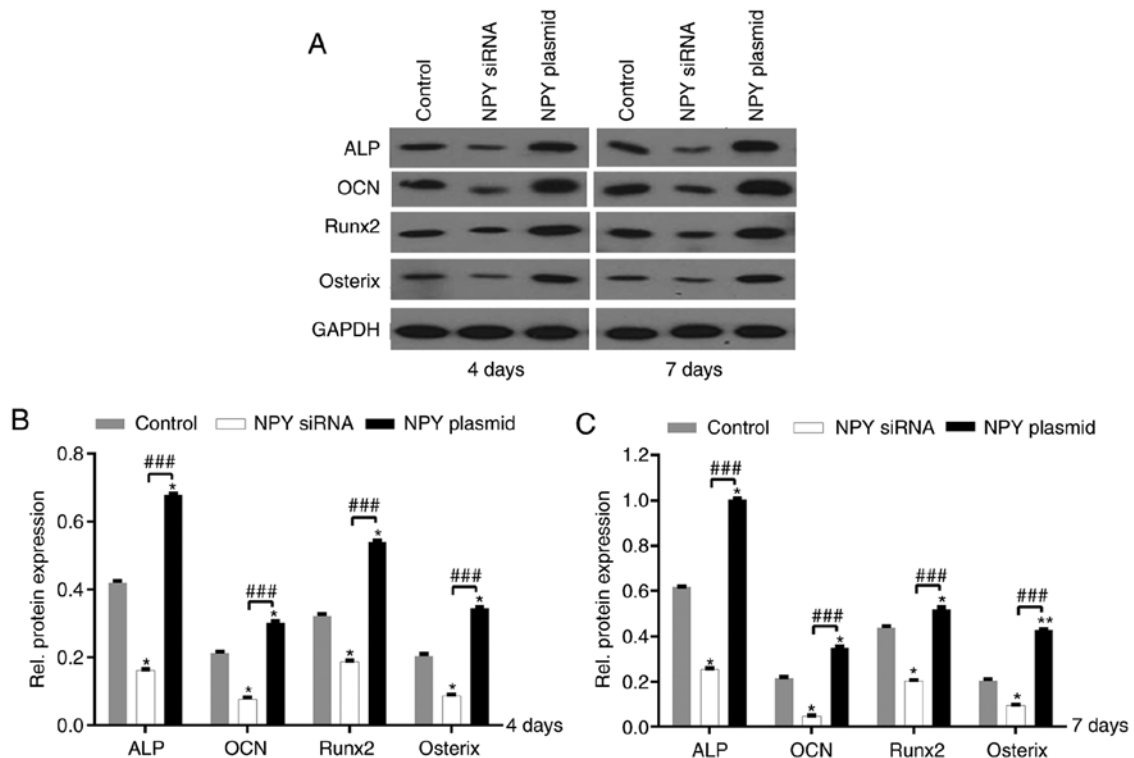 A
Control
NPY siRNA
NPY plasmid
Control
NPY siRNA
NPY plasmid
ALP
OCN
Runx2
Osterix
GAPDH
4 days
7 days
B
Control
NPY siRNA
NPY plasmid
Rel. protein expression
0.8
0.6
0.4
0.2
0.0
###
*
*
###
*
*
###
*
*
###
*
*
ALP
OCN
Runx2
Osterix
4 days
C
Control
NPY siRNA
NPY plasmid
Rel. protein expression
1.2
1.0
0.8
0.6
0.4
0.2
0.0
###
*
*
###
*
*
###
*
*
###
**
*
ALP
OCN
Runx2
Osterix
7 days